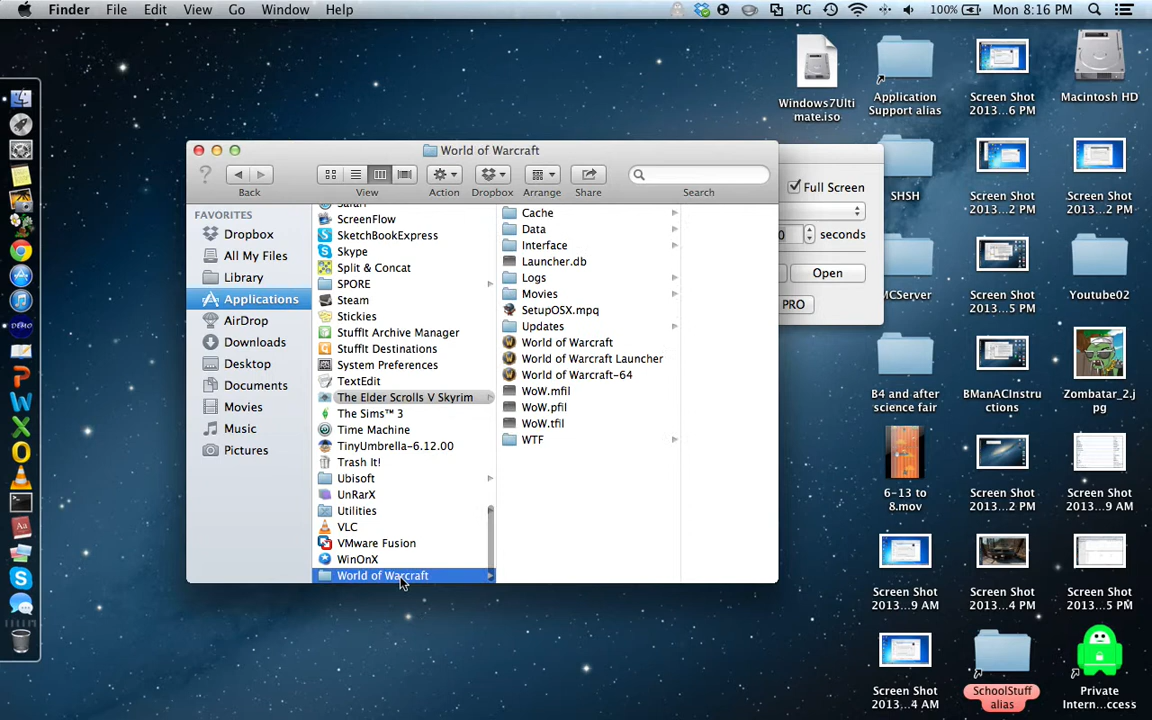 Finder File Edit View Go Window Help
PG 100% Mon 8:16 PM
World of Warcraft
Back View Action Dropbox Arrange Share Search
FAVORITES
Dropbox
All My Files
Library
Applications
AirDrop
Downloads
Desktop
Documents
Movies
Music
Pictures
ScreenFlow
SketchBookExpress
Skype
Split & Concat
SPORE
Steam
Stickies
StuffIt Archive Manager
StuffIt Destinations
System Preferences
TextEdit
The Elder Scrolls V Skyrim
The Sims™ 3
Time Machine
TinyUmbrella-6.12.00
Trash It!
Ubisoft
UnRarX
Utilities
VLC
VMware Fusion
WinOnX
World of Warcraft
Cache
Data
Interface
Launcher.db
Logs
Movies
SetupOSX.mpq
Updates
World of Warcraft
World of Warcraft Launcher
World of Warcraft-64
WoW.mfil
WoW.pfil
WoW.tfil
WTF
Full Screen
0 seconds
Open
PRO
Windows7Ulti
mate.iso
Application
Support alias
Screen Shot
2013...6 PM
Macintosh HD
SHSH
Screen Shot
2013...2 PM
Screen Shot
2013...2 PM
MCServer
Screen Shot
2013...5 PM
Youtube02
B4 and after
science fair
BManACInstru
ctions
Zombatar_2.j
pg
6-13 to
8.mov
Screen Shot
2013...2 PM
Screen Shot
2013...9 AM
Screen Shot
2013...9 AM
Screen Shot
2013...4 PM
Screen Shot
2013...5 PM
Screen Shot
2013...4 AM
SchoolStuff
alias
Private
Intern...ccess
DEMO